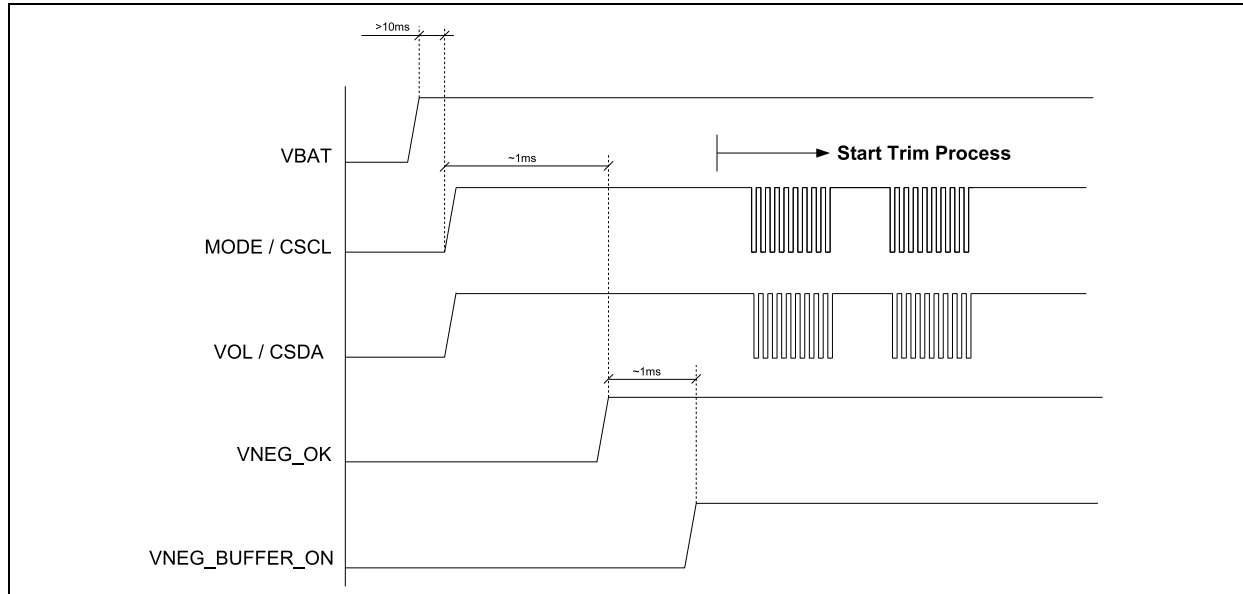 >10ms
VBAT
~1ms
Start Trim Process
MODE / CSCL
VOL / CSDA
~1ms
VNEG_OK
VNEG_BUFFER_ON